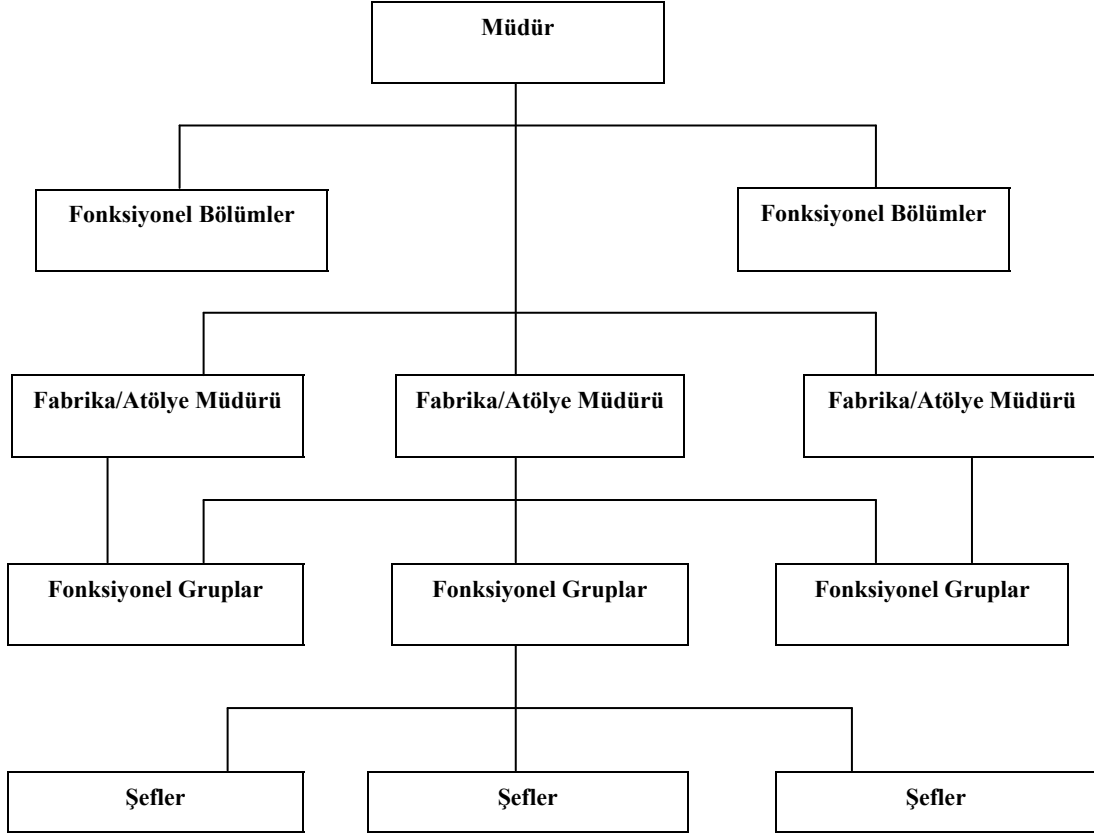 Müdür
Fonksiyonel Bölümler
Fonksiyonel Bölümler
Fabrika/Atölye Müdürü
Fabrika/Atölye Müdürü
Fabrika/Atölye Müdürü
Fonksiyonel Gruplar
Fonksiyonel Gruplar
Fonksiyonel Gruplar
Şefler
Şefler
Şefler